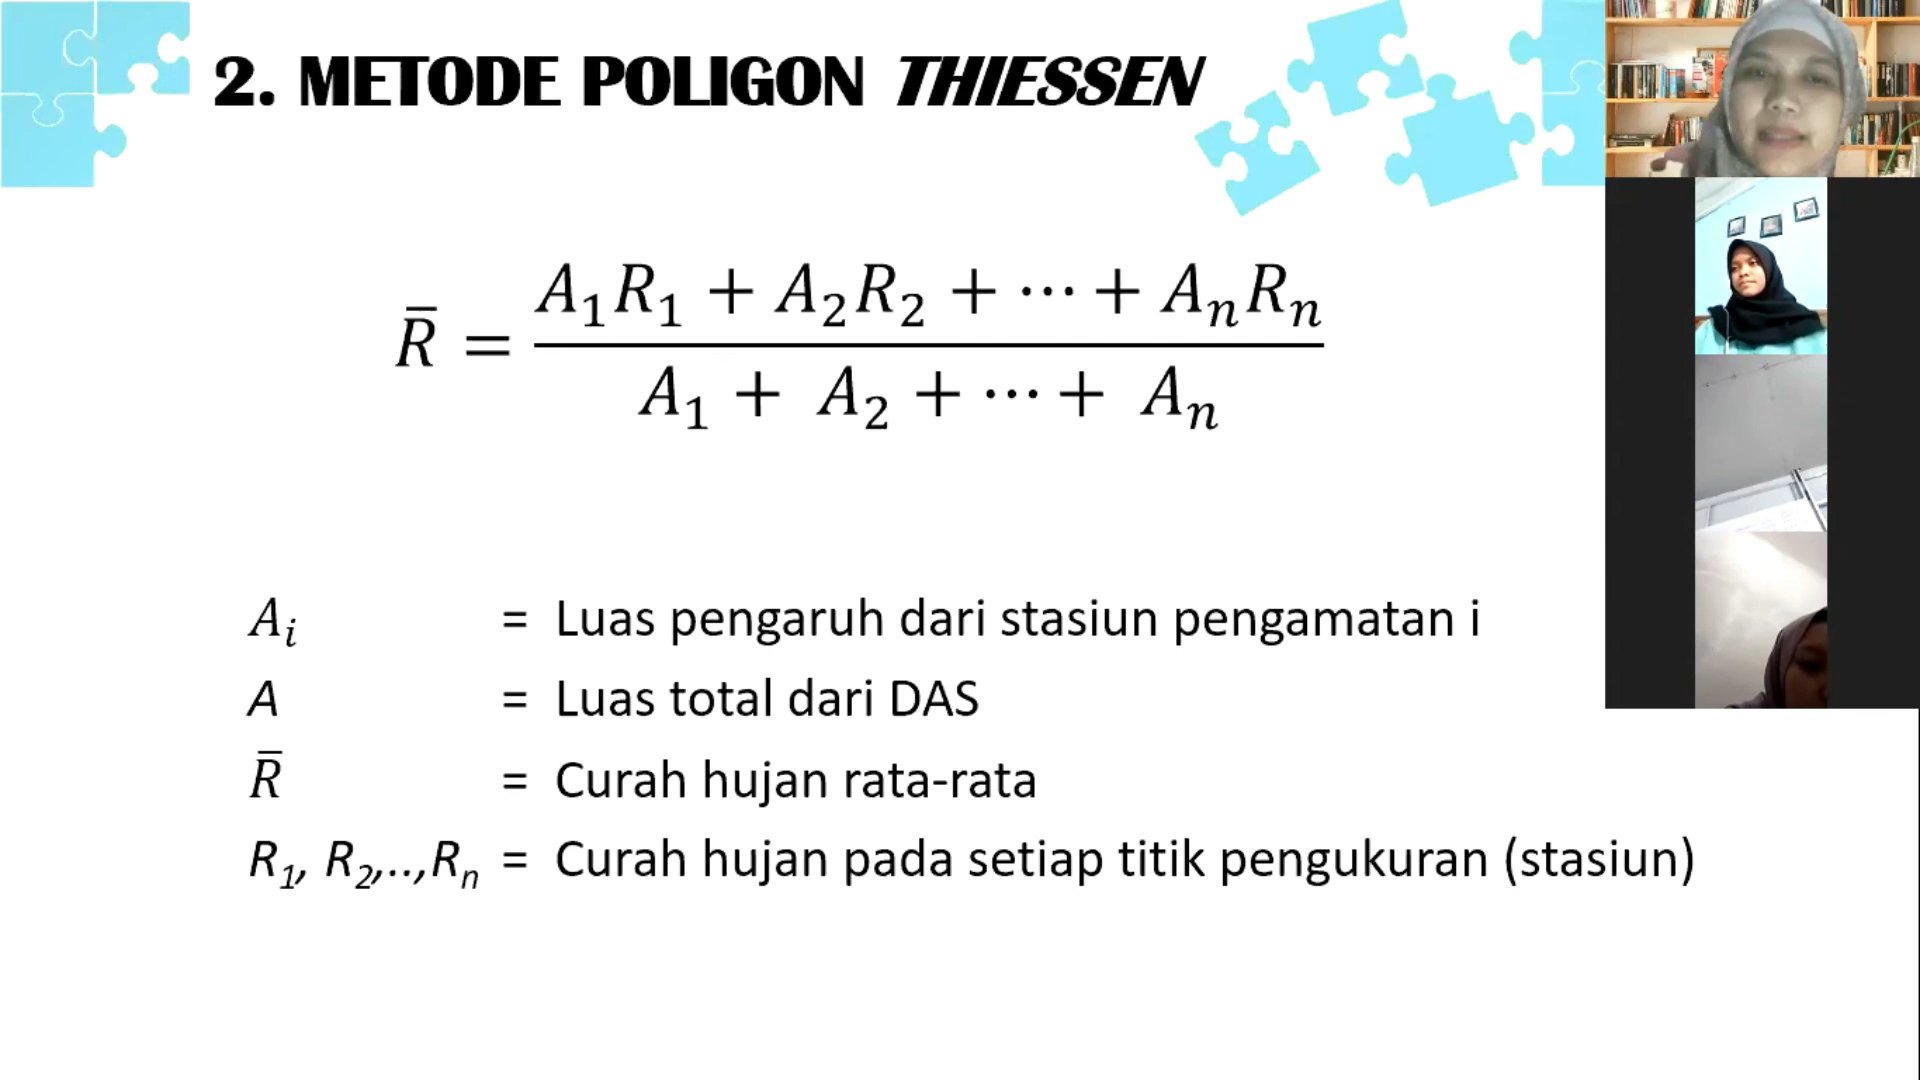 2. METODE POLIGON THIESSEN
R̄ = (A₁R₁ + A₂R₂ + ⋯ + AₙRₙ) / (A₁ + A₂ + ⋯ + Aₙ)
Aᵢ = Luas pengaruh dari stasiun pengamatan i
A = Luas total dari DAS
R̄ = Curah hujan rata-rata
R₁, R₂,..,Rₙ = Curah hujan pada setiap titik pengukuran (stasiun)